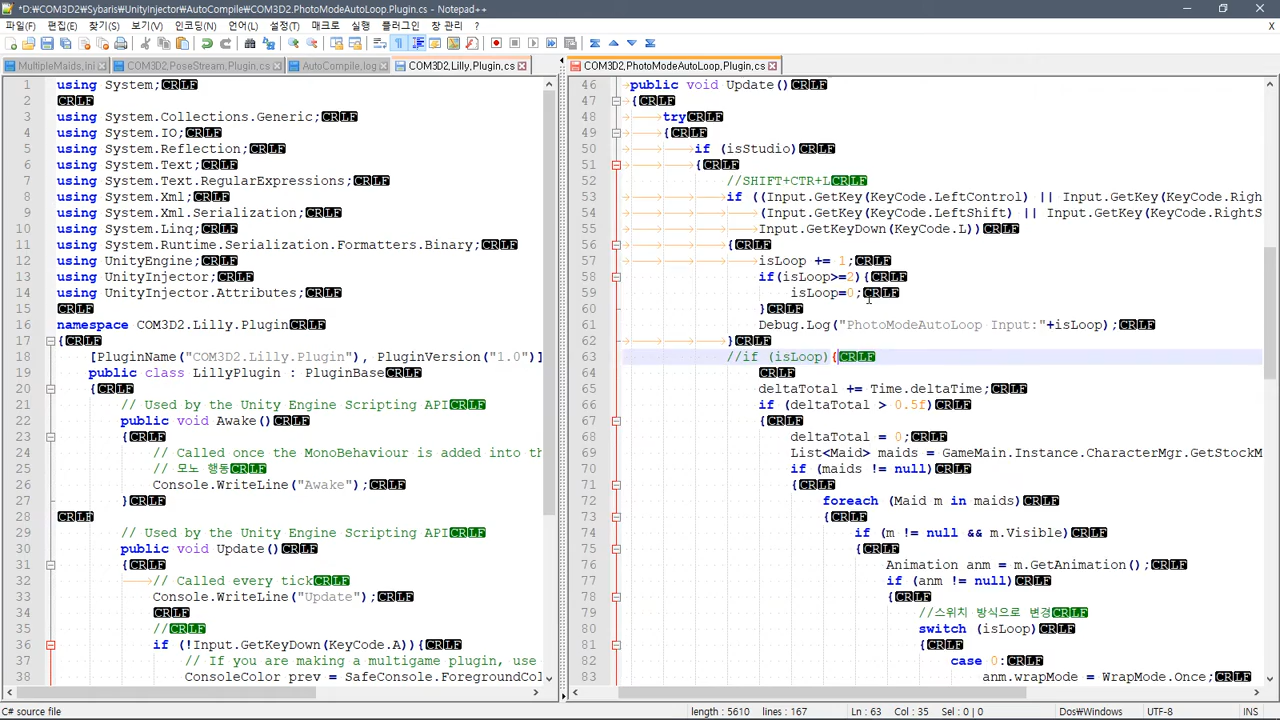 *D:₩COM3D2₩Sybaris₩UnityInjector₩AutoCompile₩COM3D2.PhotoModeAutoLoop.Plugin.cs - Notepad++
파일(F) 편집(E) 찾기(S) 보기(V) 인코딩(N) 언어(L) 설정(T) 매크로 실행 플러그인 창 관리 ?
MultipleMaids,ini COM3D2,PoseStream,Plugin,cs AutoCompile,log COM3D2,Lilly,Plugin,cs
1 using System;CRLF
2 CRLF
3 using System.Collections.Generic;CRLF
4 using System.IO;CRLF
5 using System.Reflection;CRLF
6 using System.Text;CRLF
7 using System.Text.RegularExpressions;CRLF
8 using System.Xml;CRLF
9 using System.Xml.Serialization;CRLF
10 using System.Linq;CRLF
11 using System.Runtime.Serialization.Formatters.Binary;CRLF
12 using UnityEngine;CRLF
13 using UnityInjector;CRLF
14 using UnityInjector.Attributes;CRLF
15 CRLF
16 namespace COM3D2.Lilly.Plugin CRLF
17 {CRLF
18 [PluginName("COM3D2.Lilly.Plugin"), PluginVersion("1.0")]
19 public class LillyPlugin : PluginBase CRLF
20 {CRLF
21 // Used by the Unity Engine Scripting API CRLF
22 public void Awake()CRLF
23 {CRLF
24 // Called once the MonoBehaviour is added into th
25 // 모노 행동CRLF
26 Console.WriteLine("Awake");CRLF
27 }CRLF
28 CRLF
29 // Used by the Unity Engine Scripting API CRLF
30 public void Update()CRLF
31 {CRLF
32 // Called every tick CRLF
33 Console.WriteLine("Update");CRLF
34 CRLF
35 //CRLF
36 if (!Input.GetKeyDown(KeyCode.A)){CRLF
37 // If you are making a multigame plugin, use
38 ConsoleColor prev = SafeConsole.ForegroundCol
COM3D2,PhotoModeAutoLoop,Plugin,cs
46 public void Update()CRLF
47 {CRLF
48 try CRLF
49 {CRLF
50 if (isStudio)CRLF
51 {CRLF
52 //SHIFT+CTR+L CRLF
53 if ((Input.GetKey(KeyCode.LeftControl) || Input.GetKey(KeyCode.Righ
54 (Input.GetKey(KeyCode.LeftShift) || Input.GetKey(KeyCode.RightS
55 Input.GetKeyDown(KeyCode.L))CRLF
56 {CRLF
57 isLoop += 1;CRLF
58 if(isLoop>=2){CRLF
59 isLoop=0;CRLF
60 }CRLF
61 Debug.Log("PhotoModeAutoLoop Input:"+isLoop);CRLF
62 }CRLF
63 //if (isLoop){CRLF
64 CRLF
65 deltaTotal += Time.deltaTime;CRLF
66 if (deltaTotal > 0.5f)CRLF
67 {CRLF
68 deltaTotal = 0;CRLF
69 List<Maid> maids = GameMain.Instance.CharacterMgr.GetStockM
70 if (maids != null)CRLF
71 {CRLF
72 foreach (Maid m in maids)CRLF
73 {CRLF
74 if (m != null && m.Visible)CRLF
75 {CRLF
76 Animation anm = m.GetAnimation();CRLF
77 if (anm != null)CRLF
78 {CRLF
79 //스위치 방식으로 변경CRLF
80 switch (isLoop)CRLF
81 {CRLF
82 case 0:CRLF
83 anm.wrapMode = WrapMode.Once;CRLF
C# source file length : 5610 lines : 167 Ln : 63 Col : 35 Sel : 0 | 0 Dos₩Windows UTF-8 INS